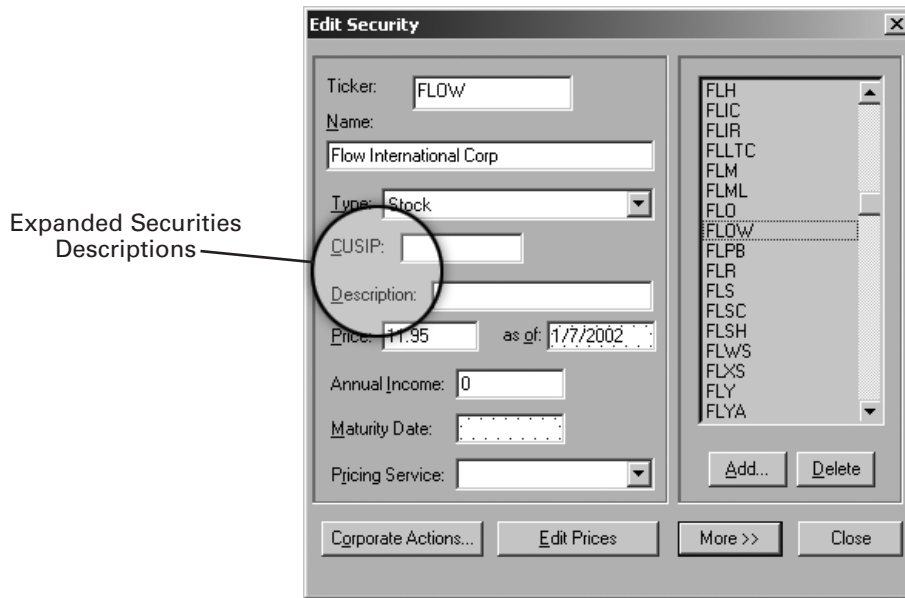 Edit Security
Ticker: FLOW
Name:
Flow International Corp
Type: Stock
CUSIP:
Description:
Price: 11.95 as of: 1/7/2002
Annual Income: 0
Maturity Date:
Pricing Service:
Expanded Securities
Descriptions
FLH
FLIC
FLIR
FLLTC
FLM
FLML
FLO
FLOW
FLPB
FLR
FLS
FLSC
FLSH
FLWS
FLXS
FLY
FLYA
Add... Delete
Corporate Actions... Edit Prices More >> Close